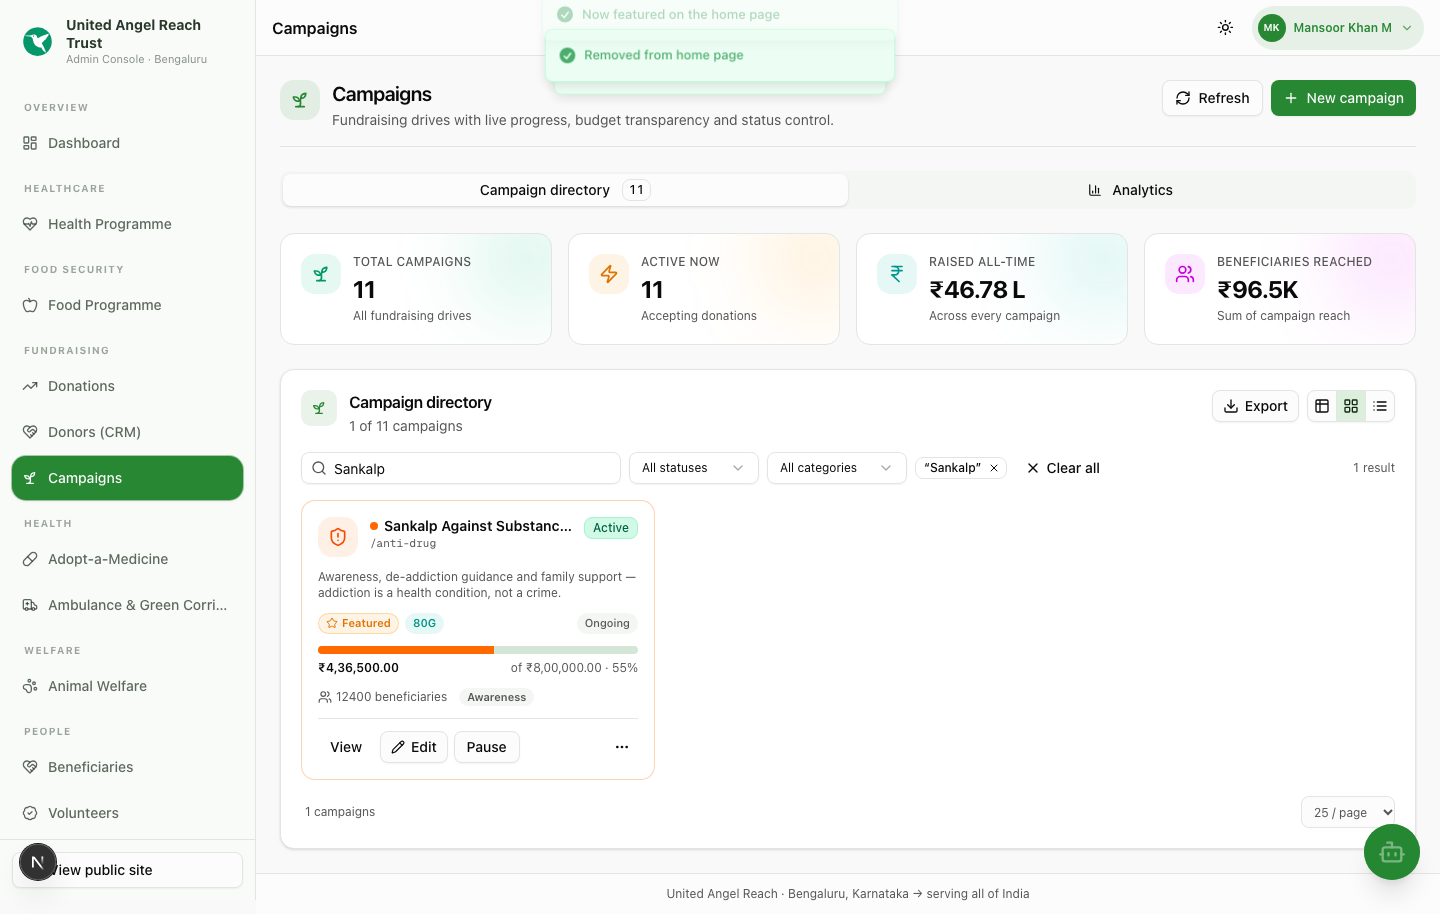 United Angel Reach
Trust
Admin Console · Bengaluru
OVERVIEW
Dashboard
HEALTHCARE
Health Programme
FOOD SECURITY
Food Programme
FUNDRAISING
Donations
Donors (CRM)
Campaigns
HEALTH
Adopt-a-Medicine
Ambulance & Green Corri...
WELFARE
Animal Welfare
PEOPLE
Beneficiaries
Volunteers
N
View public site
Campaigns
Now featured on the home page
Removed from home page
MK
Mansoor Khan M
Campaigns
Fundraising drives with live progress, budget transparency and status control.
Refresh
New campaign
Campaign directory 11
Analytics
TOTAL CAMPAIGNS
11
All fundraising drives
ACTIVE NOW
11
Accepting donations
RAISED ALL-TIME
₹46.78 L
Across every campaign
BENEFICIARIES REACHED
₹96.5K
Sum of campaign reach
Campaign directory
1 of 11 campaigns
Export
Sankalp
All statuses
All categories
“Sankalp”
Clear all
1 result
Sankalp Against Substanc...
Active
/anti-drug
Awareness, de-addiction guidance and family support —
addiction is a health condition, not a crime.
Featured
80G
Ongoing
₹4,36,500.00
of ₹8,00,000.00 · 55%
12400 beneficiaries
Awareness
View
Edit
Pause
1 campaigns
25 / page
United Angel Reach · Bengaluru, Karnataka → serving all of India